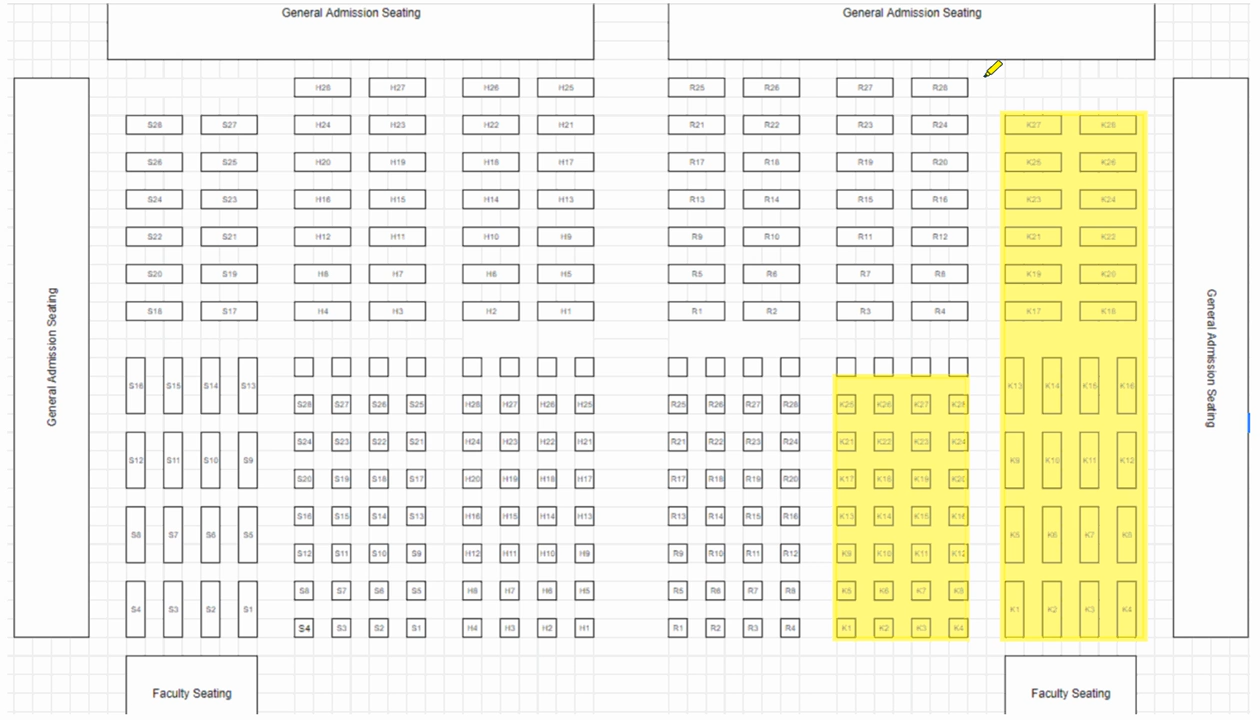 General Admission Seating General Admission Seating
H28 H27 H26 H25 R25 R26 R27 R28
S28 S27 H24 H23 H22 H21 R21 R22 R23 R24 K27 K28
S26 S25 H20 H19 H18 H17 R17 R18 R19 R20 K25 K26
S24 S23 H16 H15 H14 H13 R13 R14 R15 R16 K23 K24
S22 S21 H12 H11 H10 H9 R9 R10 R11 R12 K21 K22
S20 S19 H8 H7 H6 H5 R5 R6 R7 R8 K19 K20
S18 S17 H4 H3 H2 H1 R1 R2 R3 R4 K17 K18
General Admission Seating
General Admission Seating
S16 S15 S14 S13 K13 K14 K15 K16
S28 S27 S26 S25 H28 H27 H26 H25 R25 R26 R27 R28 K25 K26 K27 K28
S24 S23 S22 S21 H24 H23 H22 H21 R21 R22 R23 R24 K21 K22 K23 K24
S12 S11 S10 S9 K9 K10 K11 K12
S20 S19 S18 S17 H20 H19 H18 H17 R17 R18 R19 R20 K17 K18 K19 K20
S16 S15 S14 S13 H16 H15 H14 H13 R13 R14 R15 R16 K13 K14 K15 K16
S8 S7 S6 S5 K5 K6 K7 K8
S12 S11 S10 S9 H12 H11 H10 H9 R9 R10 R11 R12 K9 K10 K11 K12
S8 S7 S6 S5 H8 H7 H6 H5 R5 R6 R7 R8 K5 K6 K7 K8
S4 S3 S2 S1 K1 K2 K3 K4
S4 S3 S2 S1 H4 H3 H2 H1 R1 R2 R3 R4 K1 K2 K3 K4
Faculty Seating Faculty Seating